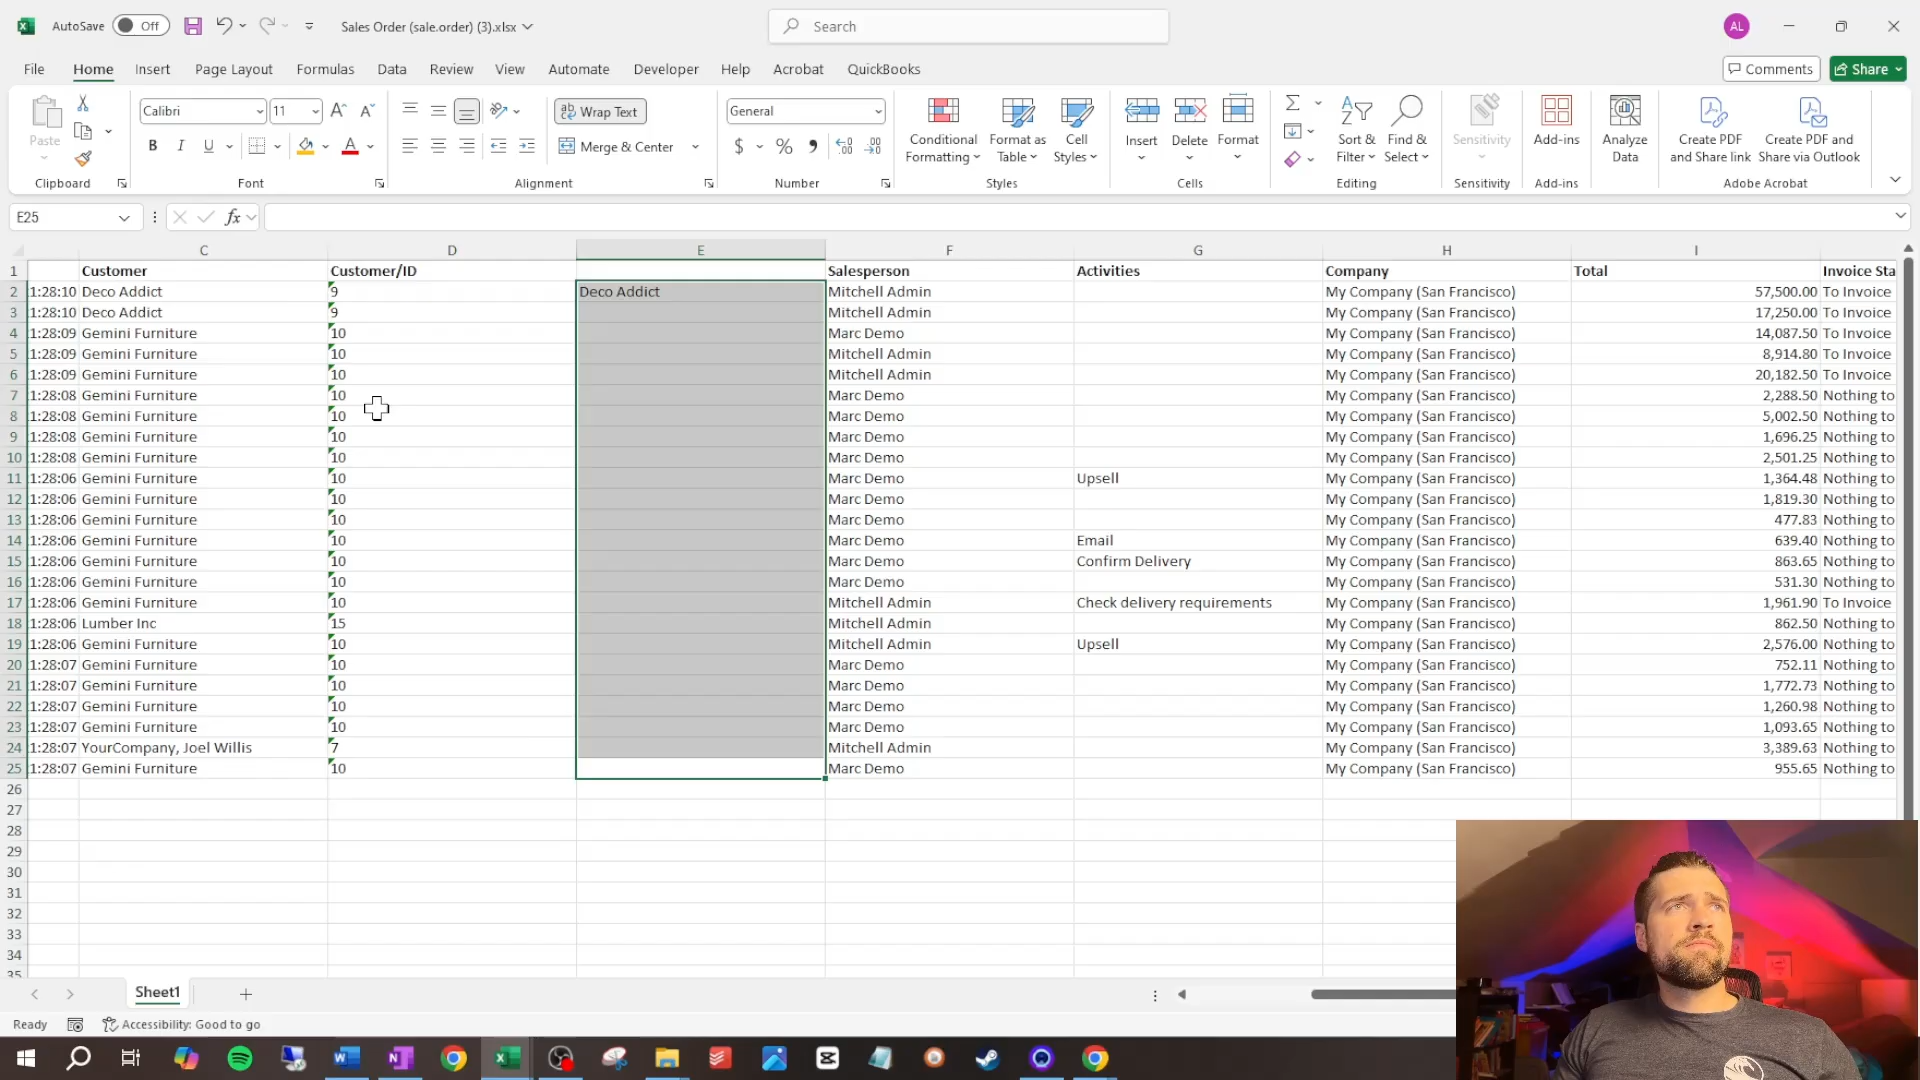 AutoSave Off Sales Order (sale.order) (3).xlsx Search AL
File Home Insert Page Layout Formulas Data Review View Automate Developer Help Acrobat QuickBooks Comments Share
Paste Calibri 11 A^ A˅ Wrap Text General Conditional Formatting Format as Table Cell Styles Insert Delete Format Sort & Filter Find & Select Sensitivity Add-ins Analyze Data Create PDF and Share link Create PDF and Share via Outlook
B I U A Merge & Center $ % ,
Clipboard Font Alignment Number Styles Cells Editing Sensitivity Add-ins Adobe Acrobat
E25 fx
C D E F G H I
1 Customer Customer/ID Salesperson Activities Company Total Invoice Sta
2 1:28:10 Deco Addict 9 Deco Addict Mitchell Admin My Company (San Francisco) 57,500.00 To Invoice
3 1:28:10 Deco Addict 9 Mitchell Admin My Company (San Francisco) 17,250.00 To Invoice
4 1:28:09 Gemini Furniture 10 Marc Demo My Company (San Francisco) 14,087.50 To Invoice
5 1:28:09 Gemini Furniture 10 Mitchell Admin My Company (San Francisco) 8,914.80 To Invoice
6 1:28:09 Gemini Furniture 10 Mitchell Admin My Company (San Francisco) 20,182.50 To Invoice
7 1:28:08 Gemini Furniture 10 Marc Demo My Company (San Francisco) 2,288.50 Nothing to
8 1:28:08 Gemini Furniture 10 Marc Demo My Company (San Francisco) 5,002.50 Nothing to
9 1:28:08 Gemini Furniture 10 Marc Demo My Company (San Francisco) 1,696.25 Nothing to
10 1:28:08 Gemini Furniture 10 Marc Demo My Company (San Francisco) 2,501.25 Nothing to
11 1:28:06 Gemini Furniture 10 Marc Demo Upsell My Company (San Francisco) 1,364.48 Nothing to
12 1:28:06 Gemini Furniture 10 Marc Demo My Company (San Francisco) 1,819.30 Nothing to
13 1:28:06 Gemini Furniture 10 Marc Demo My Company (San Francisco) 477.83 Nothing to
14 1:28:06 Gemini Furniture 10 Marc Demo Email My Company (San Francisco) 639.40 Nothing to
15 1:28:06 Gemini Furniture 10 Marc Demo Confirm Delivery My Company (San Francisco) 863.65 Nothing to
16 1:28:06 Gemini Furniture 10 Marc Demo My Company (San Francisco) 531.30 Nothing to
17 1:28:06 Gemini Furniture 10 Mitchell Admin Check delivery requirements My Company (San Francisco) 1,961.90 To Invoice
18 1:28:06 Lumber Inc 15 Mitchell Admin My Company (San Francisco) 862.50 Nothing to
19 1:28:06 Gemini Furniture 10 Mitchell Admin Upsell My Company (San Francisco) 2,576.00 Nothing to
20 1:28:07 Gemini Furniture 10 Marc Demo My Company (San Francisco) 752.11 Nothing to
21 1:28:07 Gemini Furniture 10 Marc Demo My Company (San Francisco) 1,772.73 Nothing to
22 1:28:07 Gemini Furniture 10 Marc Demo My Company (San Francisco) 1,260.98 Nothing to
23 1:28:07 Gemini Furniture 10 Marc Demo My Company (San Francisco) 1,093.65 Nothing to
24 1:28:07 YourCompany, Joel Willis 7 Mitchell Admin My Company (San Francisco) 3,389.63 Nothing to
25 1:28:07 Gemini Furniture 10 Marc Demo My Company (San Francisco) 955.65 Nothing to
26
27
28
29
30
31
32
33
34
35
Sheet1
Ready Accessibility: Good to go